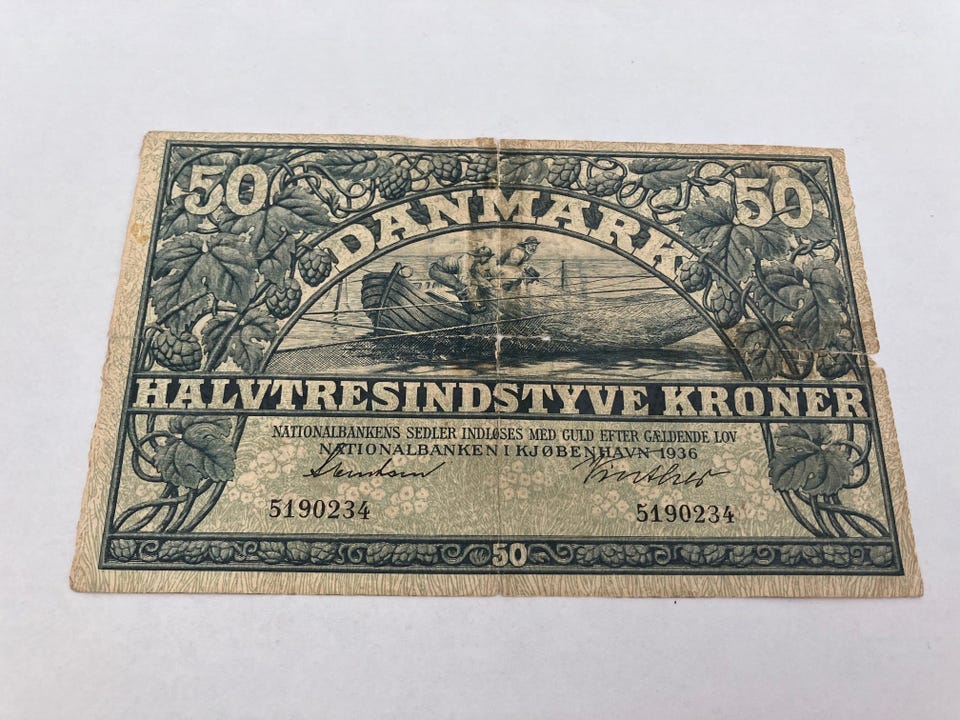 50 50
DANMARK
HALVTRESINDSTYVE KRONER
NATIONALBANKENS SEDLER INDLØSES MED GULD EFTER GÆLDENDE LOV
NATIONALBANKEN I KJØBENHAVN 1936
5190234 5190234
50